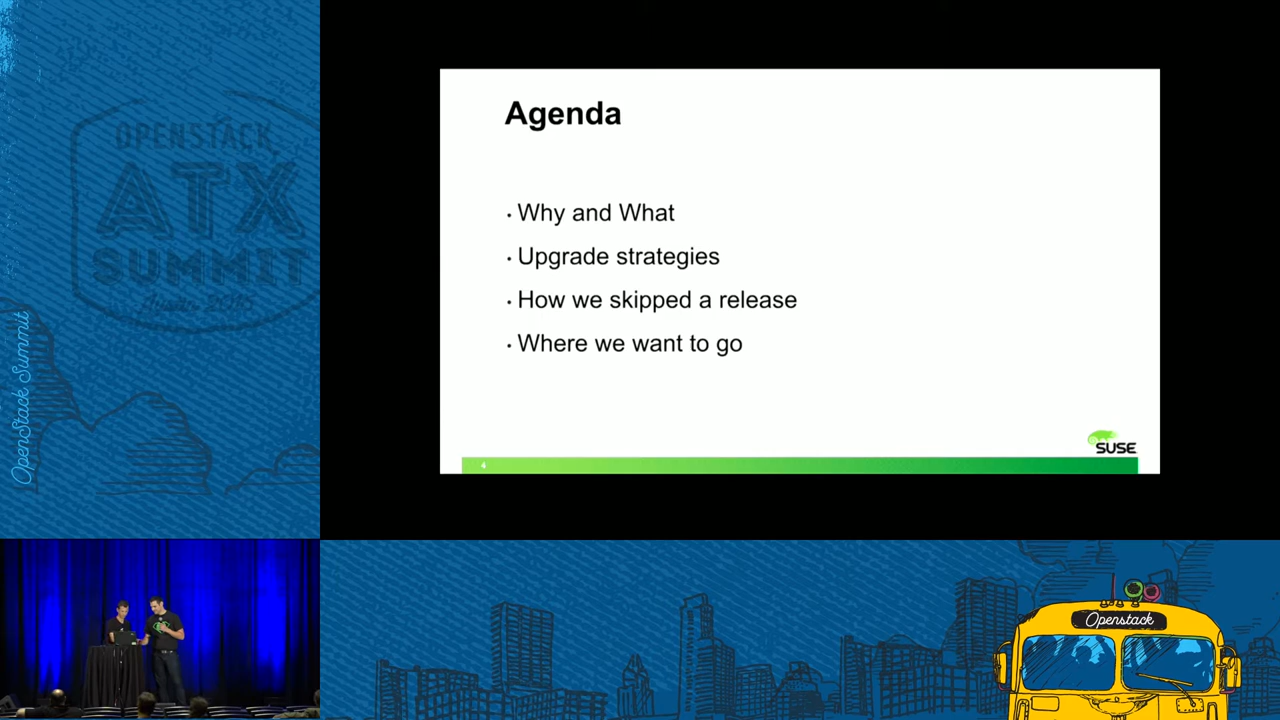 OPENSTACK
ATX
SUMMIT
Austin 2016
OpenStack Summit
Agenda
• Why and What
• Upgrade strategies
• How we skipped a release
• Where we want to go
SUSE
4
Openstack